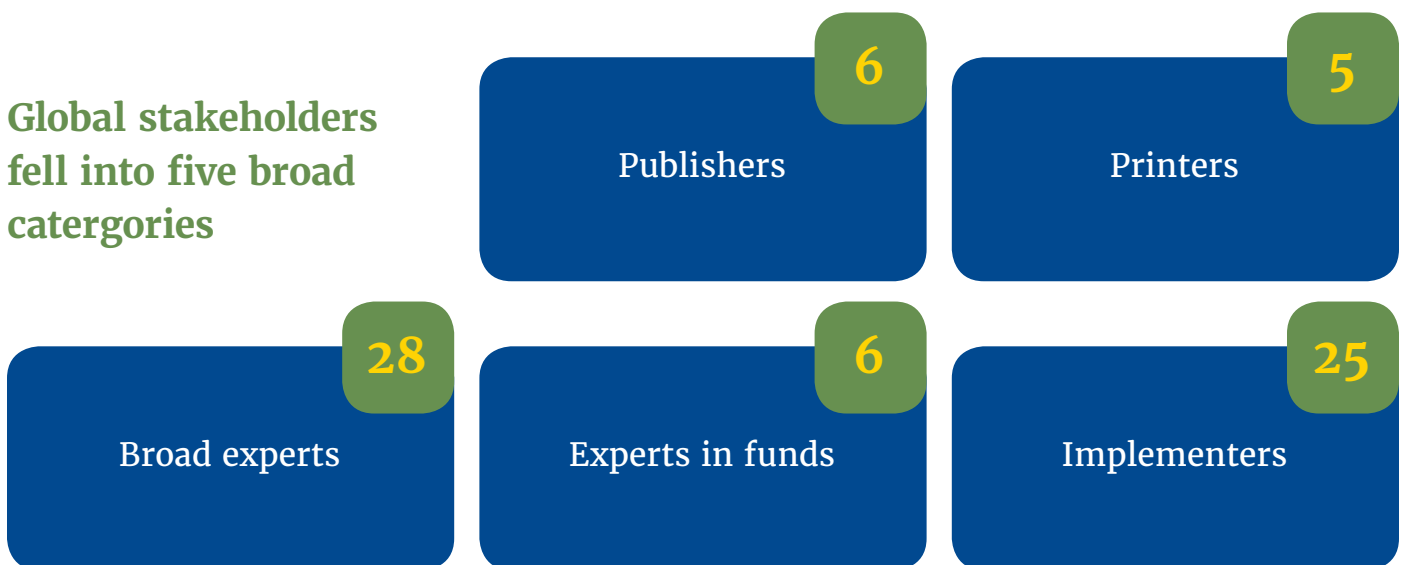 Global stakeholders
fell into five broad
catergories
6
Publishers
5
Printers
28
Broad experts
6
Experts in funds
25
Implementers